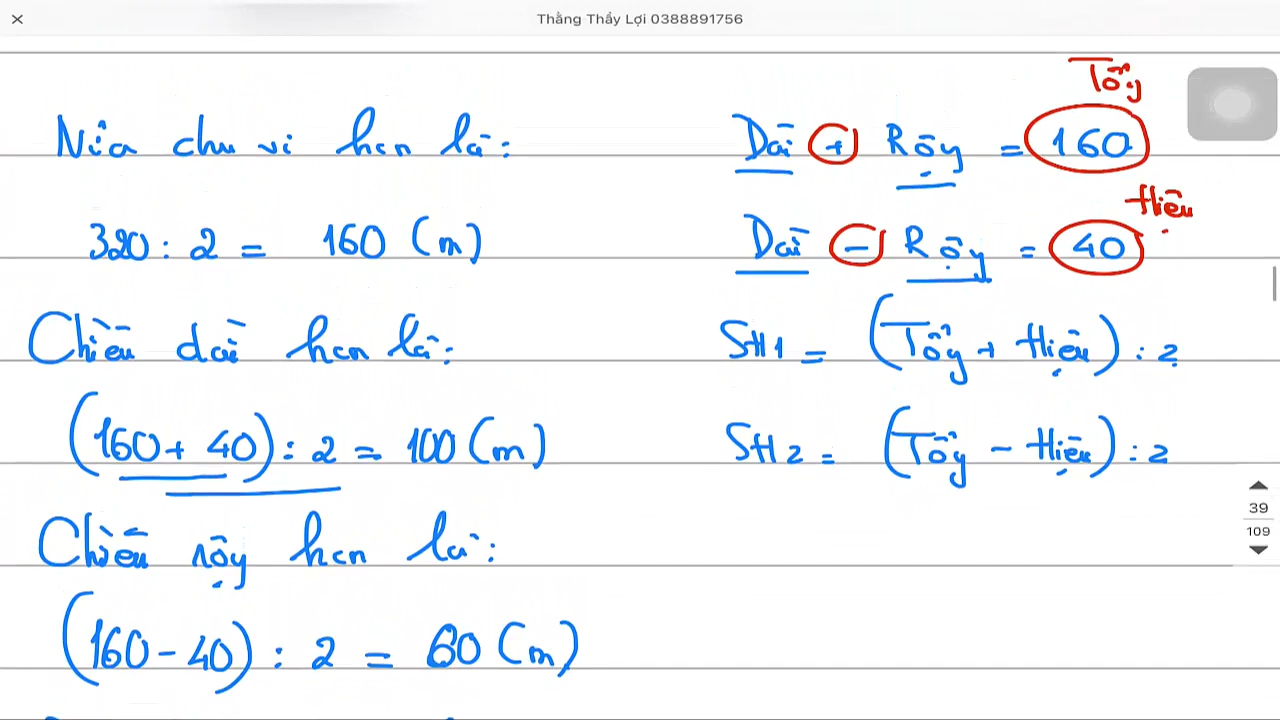 Thằng Thầy Lợi 0388891756
Nửa chu vi hcn là:
320 : 2 = 160 (m)
Chiều dài hcn là:
(160 + 40) : 2 = 100 (m)
Chiều rộng hcn là:
(160 - 40) : 2 = 60 (m)
Tổng
Dài + Rộng = 160
Hiệu
Dài - Rộng = 40
SH1 = (Tổng + Hiệu) : 2
SH2 = (Tổng - Hiệu) : 2
39
109